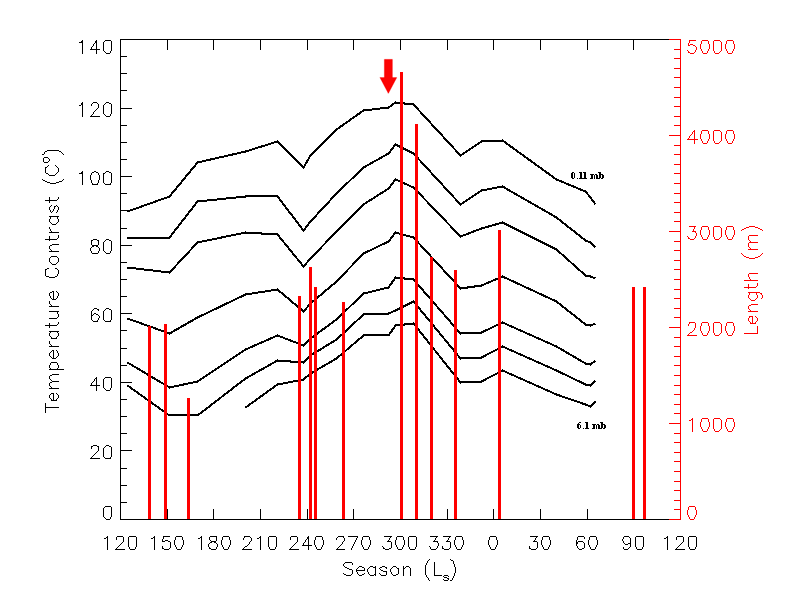 140
120
100
80
60
40
20
0
Temperature Contrast (C°)
5000
4000
3000
2000
1000
0
Length (m)
0.11 mb
6.1 mb
120 150 180 210 240 270 300 330 0 30 60 90 120
Season (Ls)